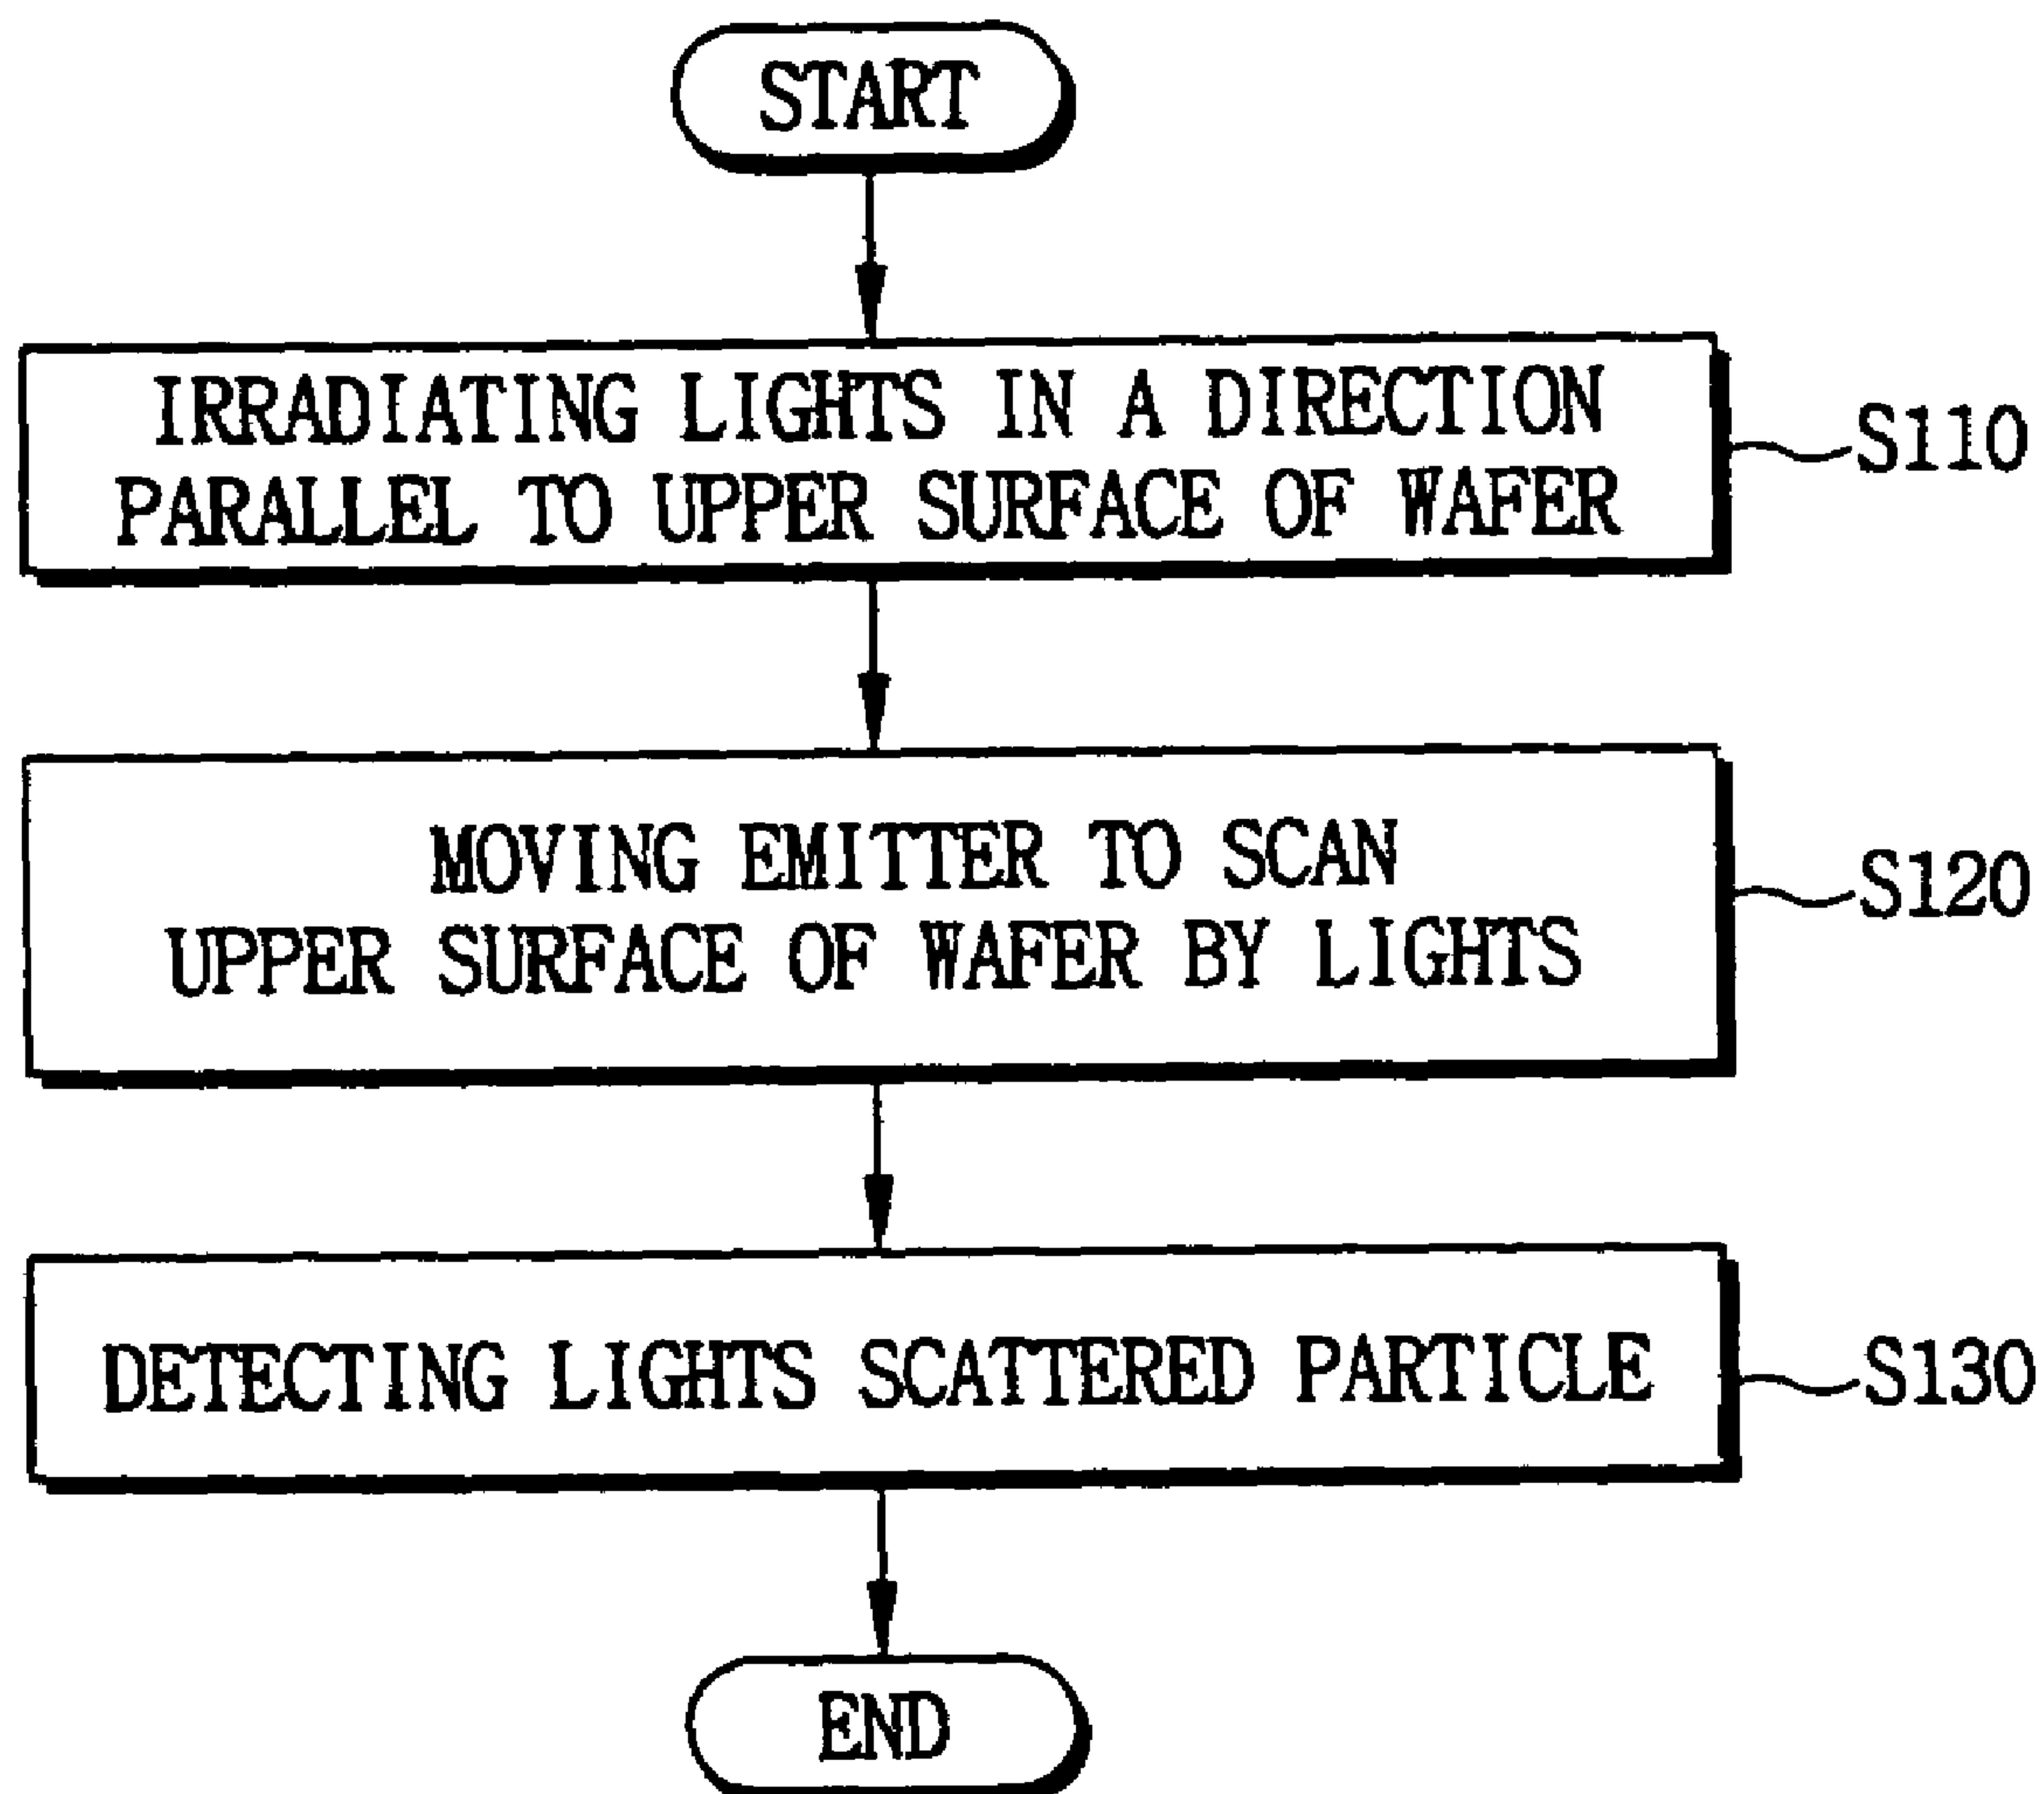 START
IRRADIATING LIGHTS IN A DIRECTION
PARALLEL TO UPPER SURFACE OF WAFER
S110
MOVING EMITTER TO SCAN
UPPER SURFACE OF WAFER BY LIGHTS
S120
DETECTING LIGHTS SCATTERED PARTICLE
S130
END